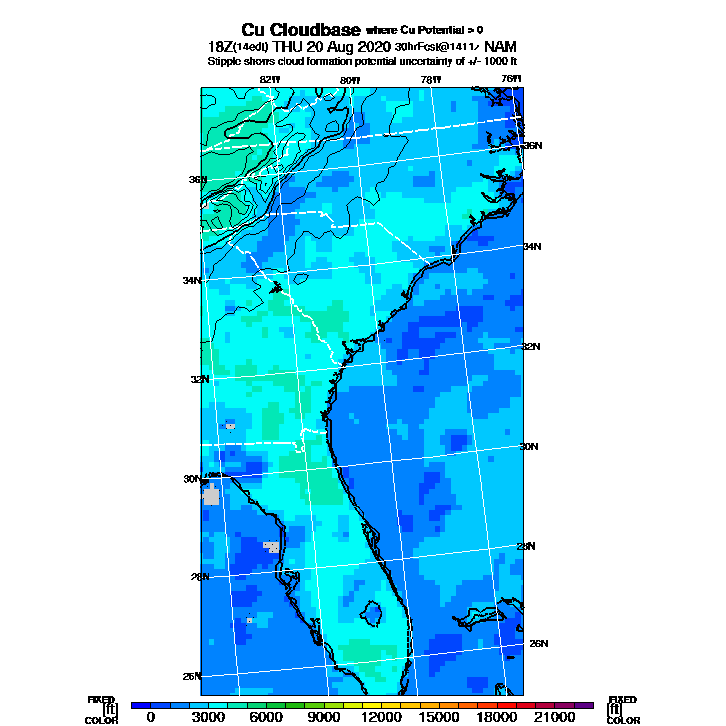 Cu Cloudbase where Cu Potential > 0
18Z(14edt) THU 20 Aug 2020 NAM
Stipple shows cloud formation potential uncertainty of +/- 1000 ft
82W 80W 78W 76W
36N
36N
34N
34N
32N
32N
30N
30N
28N
28N
26N
26N
FIXED FIXED
[ft] [ft]
COLOR COLOR
0 3000 6000 9000 12000 15000 18000 21000